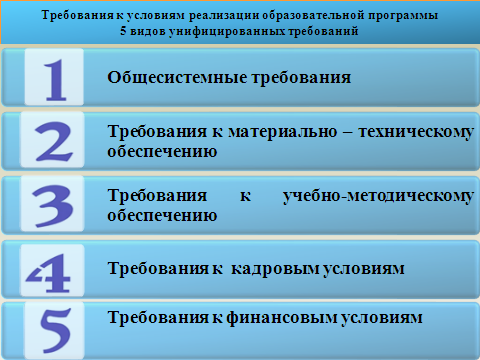 Требования к условиям реализации образовательной программы
5 видов унифицированных требований
1 Общесистемные требования
2 Требования к материально – техническому
обеспечению
3 Требования к учебно-методическому
обеспечению
4 Требования к кадровым условиям
5 Требования к финансовым условиям